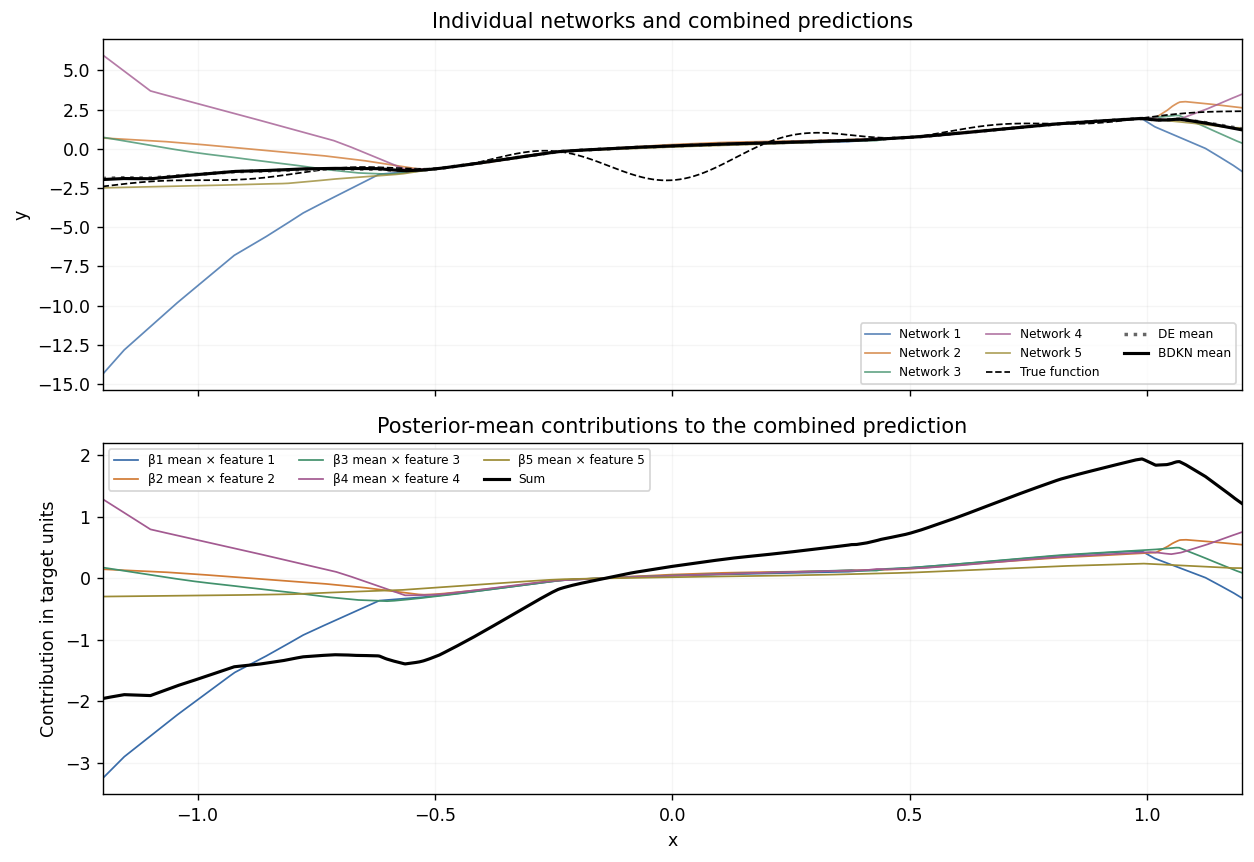 Individual networks and combined predictions
5.0
2.5
0.0
−2.5
−5.0
−7.5
−10.0
−12.5
−15.0
y
Network 1 Network 4 DE mean
Network 2 Network 5 BDKN mean
Network 3 True function
Posterior-mean contributions to the combined prediction
β1 mean × feature 1 β3 mean × feature 3 β5 mean × feature 5
β2 mean × feature 2 β4 mean × feature 4 Sum
2
1
0
−1
−2
−3
Contribution in target units
−1.0 −0.5 0.0 0.5 1.0
x